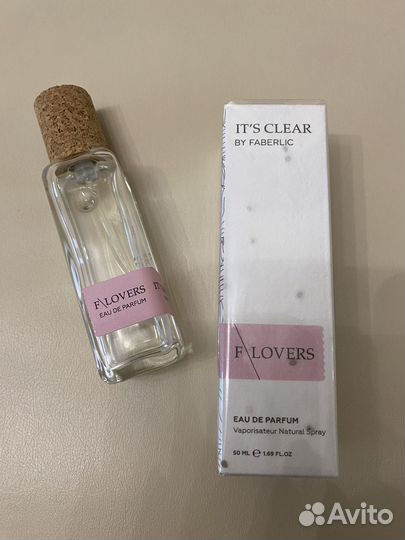 F\LOVERS
EAU DE PARFUM
IT'S CLEAR
BY FABERLIC
F\LOVERS
EAU DE PARFUM
Vaporisateur Natural Spray
50 ML ℮ 1.69 FL.OZ
Avito